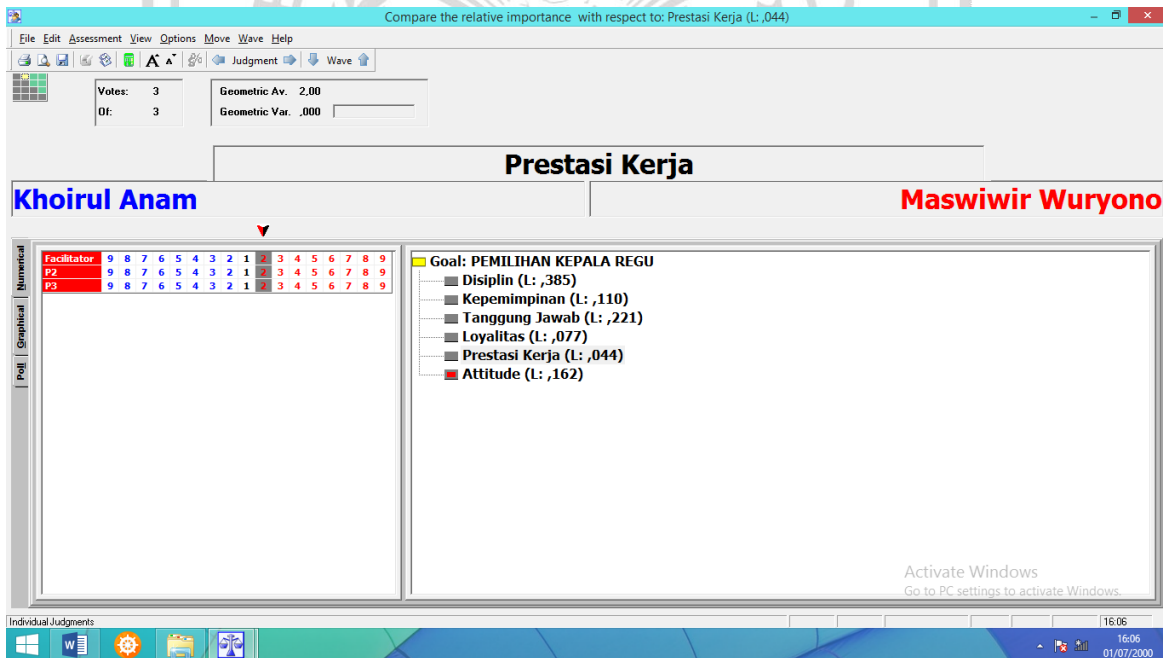 Compare the relative importance with respect to: Prestasi Kerja (L: ,044)
File Edit Assessment View Options Move Wave Help
Judgment Wave
Votes: 3 Geometric Av. 2,00
Of: 3 Geometric Var. ,000
Prestasi Kerja
Khoirul Anam Maswiwir Wuryono
Numerical
Graphical
Poll
Facilitator 9 8 7 6 5 4 3 2 1 2 3 4 5 6 7 8 9
P2 9 8 7 6 5 4 3 2 1 2 3 4 5 6 7 8 9
P3 9 8 7 6 5 4 3 2 1 2 3 4 5 6 7 8 9
Goal: PEMILIHAN KEPALA REGU
Disiplin (L: ,385)
Kepemimpinan (L: ,110)
Tanggung Jawab (L: ,221)
Loyalitas (L: ,077)
Prestasi Kerja (L: ,044)
Attitude (L: ,162)
Activate Windows
Go to PC settings to activate Windows.
Individual Judgments 16:06
16:06
01/07/2000